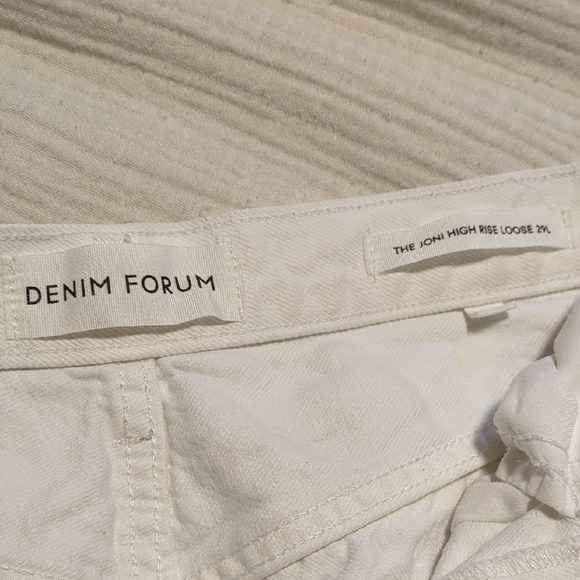 DENIM FORUM
THE JONI HIGH RISE LOOSE 29L